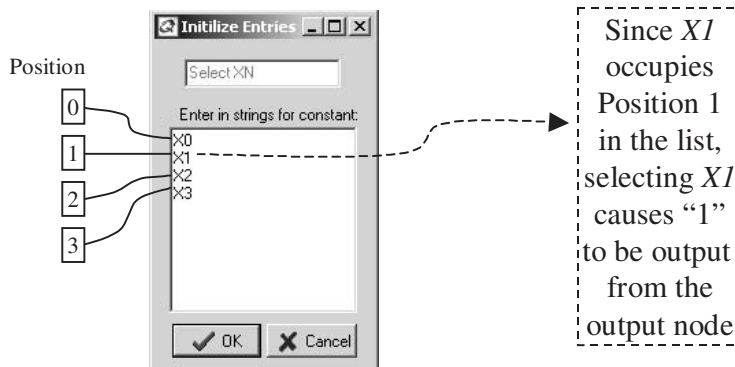 Initilize Entries
Select XN
Position
Enter in strings for constant:
0
1
2
3
X0
X1
X2
X3
OK
Cancel
Since X1
occupies
Position 1
in the list,
selecting X1
causes “1”
to be output
from the
output node